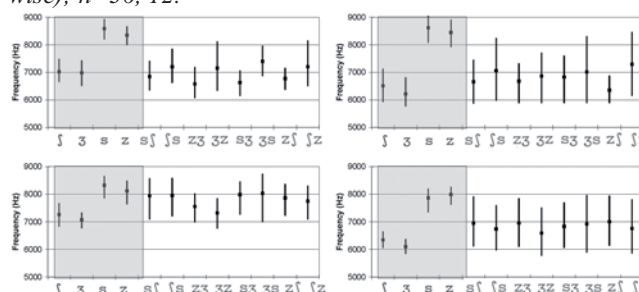 wise), n=36, 12.
9000
8000
7000
6000
5000
Frequency (Hz)
ʃ ʒ s z sʃ ʃs zʒ ʒz sʒ ʒs zʃ ʃz
9000
8000
7000
6000
5000
Frequency (Hz)
ʃ ʒ s z sʃ ʃs zʒ ʒz sʒ ʒs zʃ ʃz
9000
8000
7000
6000
5000
Frequency (Hz)
ʃ ʒ s z sʃ ʃs zʒ ʒz sʒ ʒs zʃ ʃz
9000
8000
7000
6000
5000
Frequency (Hz)
ʃ ʒ s z sʃ ʃs zʒ ʒz sʒ ʒs zʃ ʃz